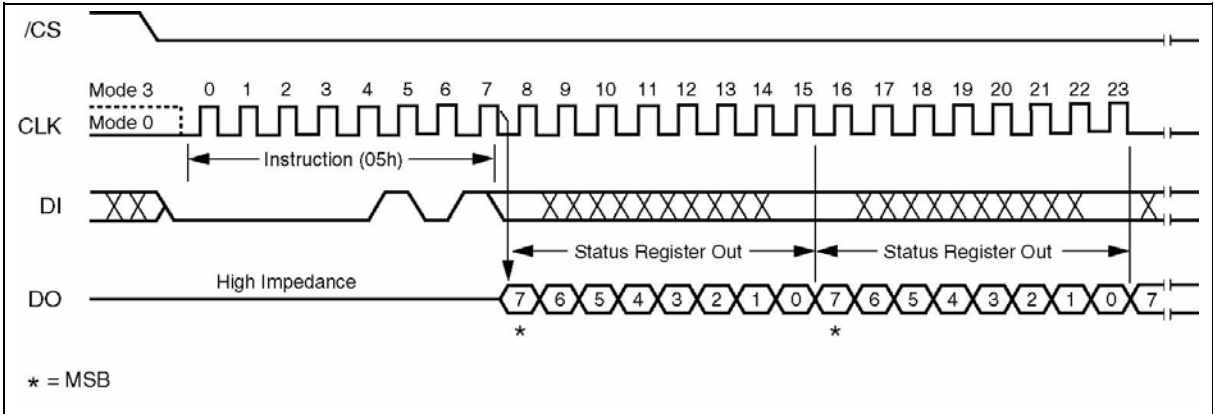 /CS
Mode 3 0 1 2 3 4 5 6 7 8 9 10 11 12 13 14 15 16 17 18 19 20 21 22 23
CLK Mode 0
Instruction (05h)
DI
Status Register Out Status Register Out
High Impedance
DO 7 6 5 4 3 2 1 0 7 6 5 4 3 2 1 0 7
* *
* = MSB